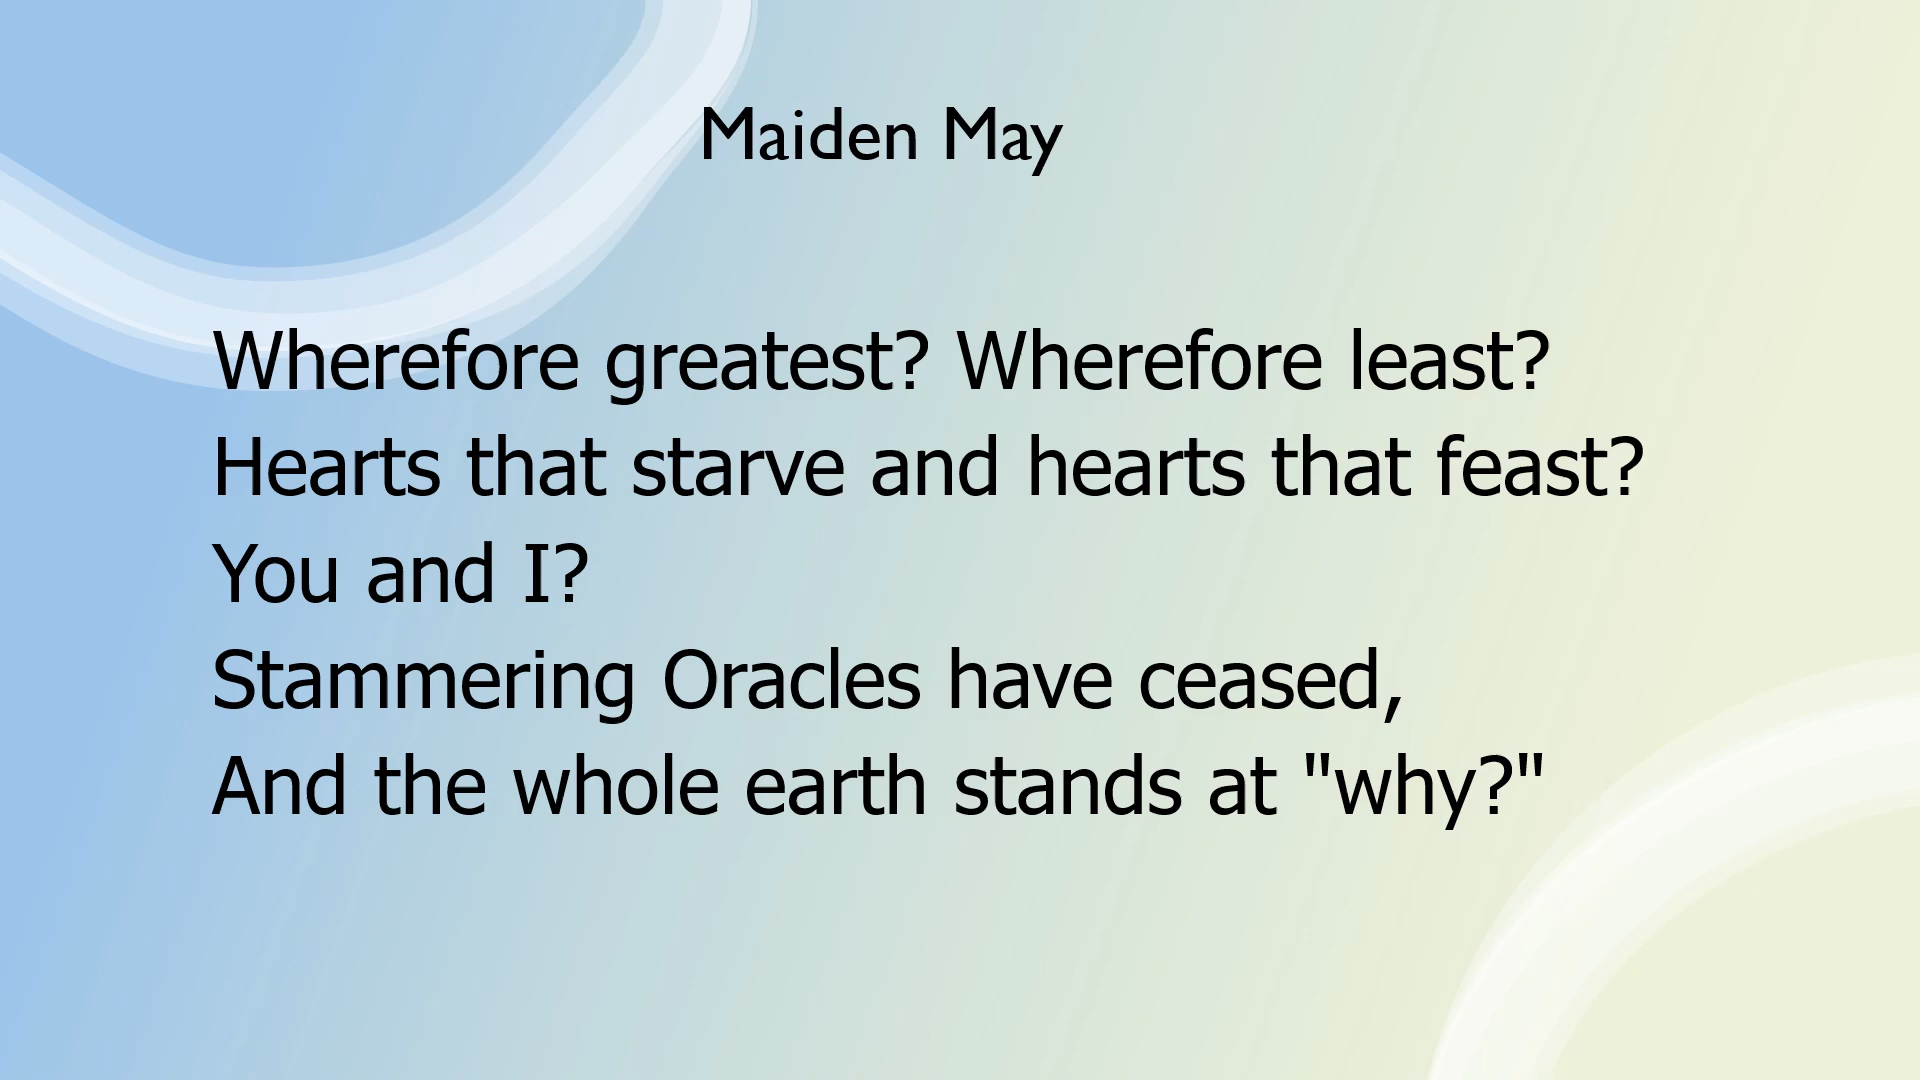 Maiden May
Wherefore greatest? Wherefore least?
Hearts that starve and hearts that feast?
You and I?
Stammering Oracles have ceased,
And the whole earth stands at "why?"